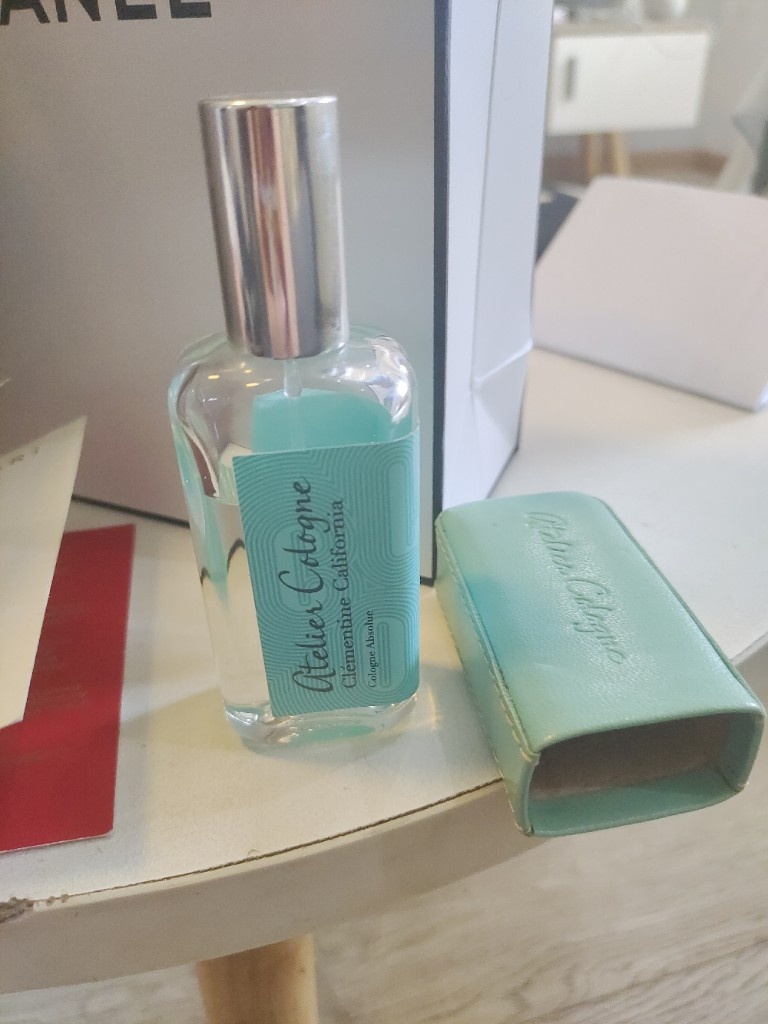 ANEL
Atelier Cologne
Clémentine California
Cologne Absolue
Atelier Cologne